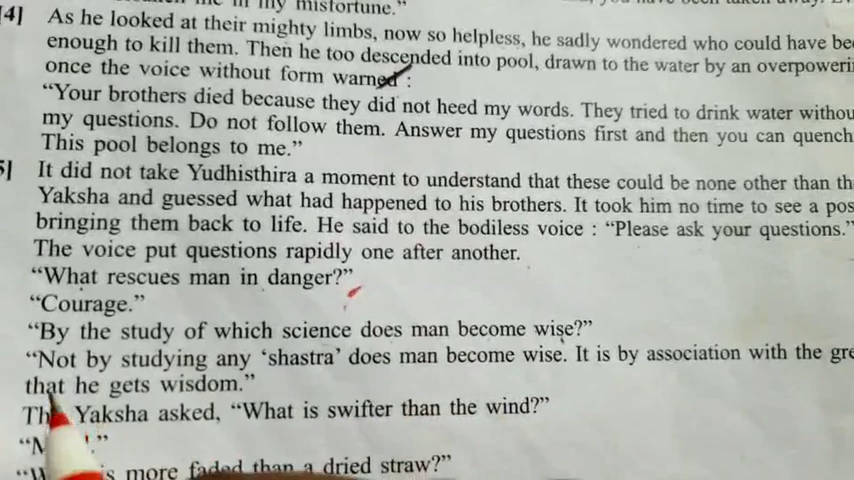 in my misfortune."
[4] As he looked at their mighty limbs, now so helpless, he sadly wondered who could have
enough to kill them. Then he too descended into pool, drawn to the water by an
once the voice without form warned :
"Your brothers died because they did not heed my words. They tried to drink water
my questions. Do not follow them. Answer my questions first and then you can quench
This pool belongs to me."
5] It did not take Yudhisthira a moment to understand that these could be none other than
Yaksha and guessed what had happened to his brothers. It took him no time to see a
bringing them back to life. He said to the bodiless voice : "Please ask your questions."
The voice put questions rapidly one after another.
"What rescues man in danger?"
"Courage."
"By the study of which science does man become wise?"
"Not by studying any 'shastra' does man become wise. It is by association with the
that he gets wisdom."
Yaksha asked, "What is swifter than the wind?"
is more faded than a dried straw?"